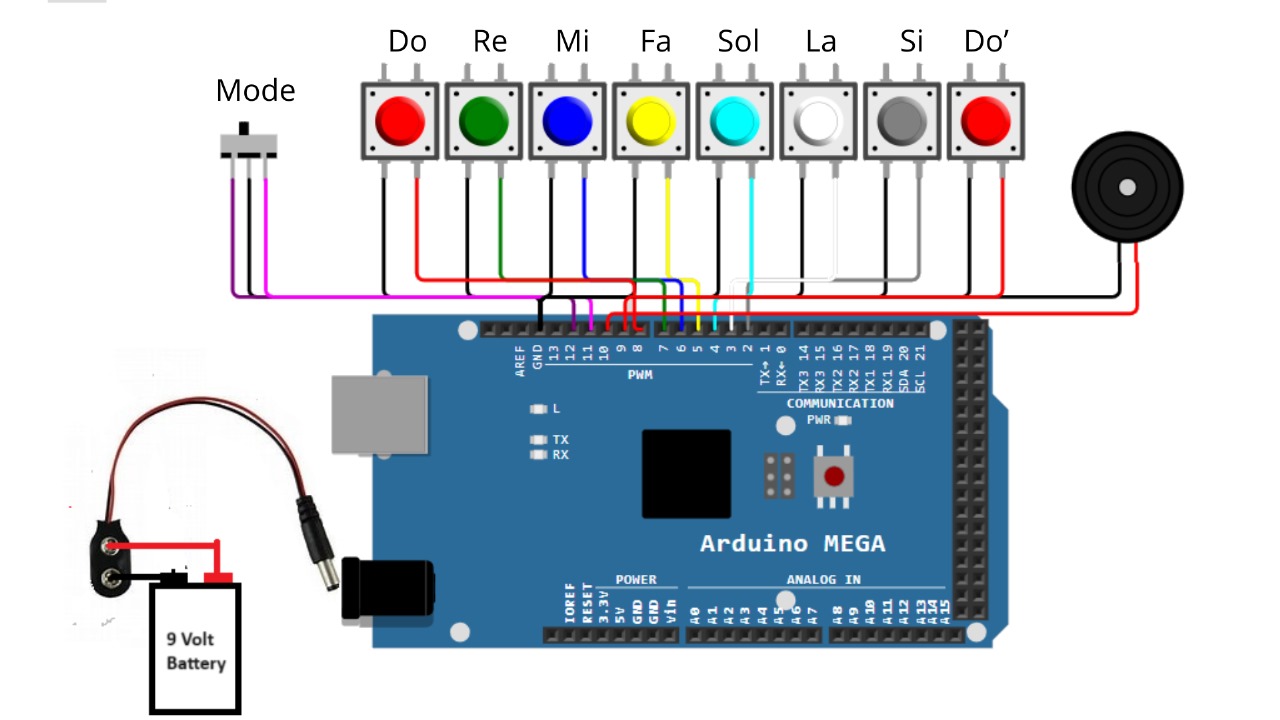 Do Re Mi Fa Sol La Si Do’
Mode
AREF GND 13 12 11 10 9 8 7 6 5 4 3 2 TX→ 1 RX← 0 TX3 14 RX3 15 TX2 16 RX2 17 TX1 18 RX1 19 SDA 20 SCL 21
PWM
COMMUNICATION
L
PWR
TX
RX
Arduino MEGA
POWER
ANALOG IN
IOREF RESET 3.3V 5V GND GND Vin A0 A1 A2 A3 A4 A5 A6 A7 A8 A9 A10 A11 A12 A13 A14 A15
9 Volt
Battery